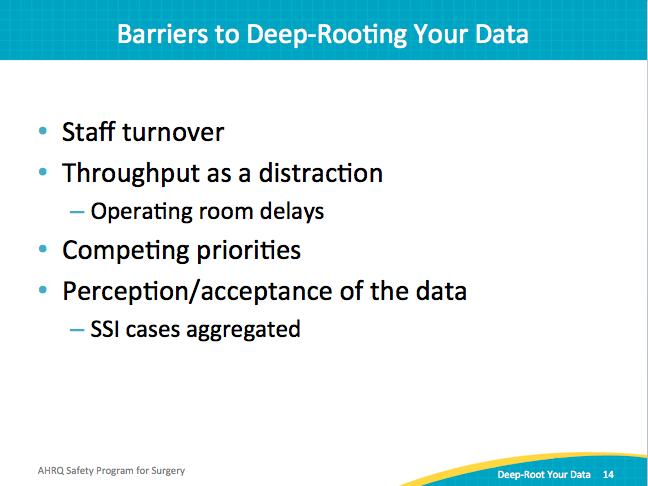 Barriers to Deep-Rooting Your Data
• Staff turnover
• Throughput as a distraction
– Operating room delays
• Competing priorities
• Perception/acceptance of the data
– SSI cases aggregated
AHRQ Safety Program for Surgery
Deep-Root Your Data 14